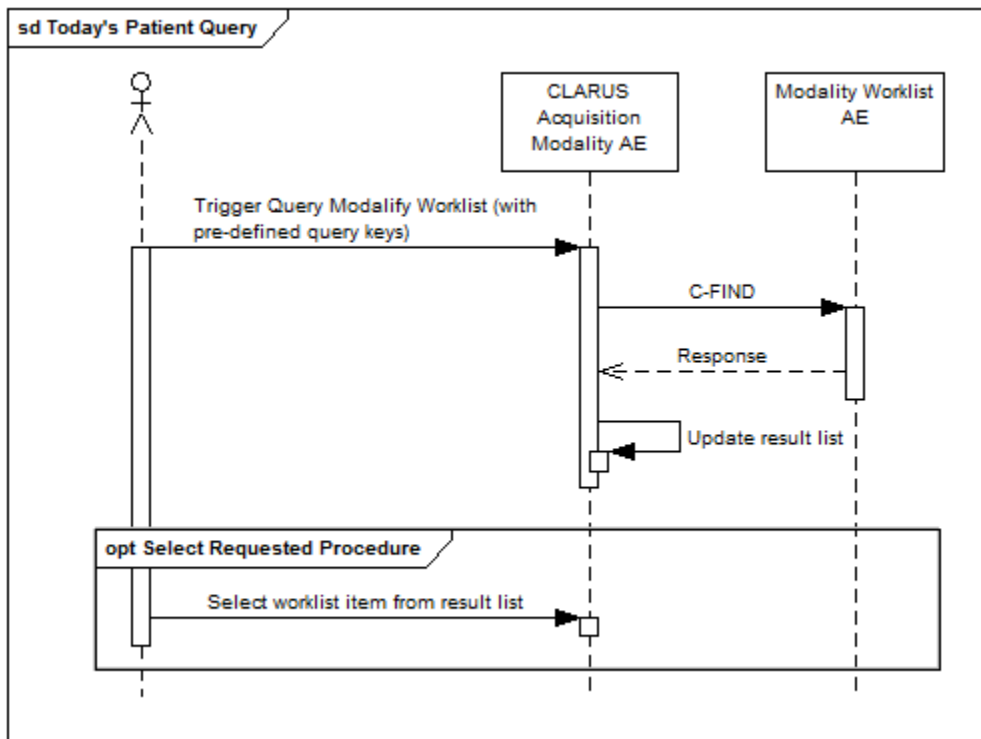 sd Today's Patient Query
CLARUS
Acquisition
Modality AE
Modality Worklist
AE
Trigger Query Modalify Worklist (with
pre-defined query keys)
C-FIND
Response
Update result list
opt Select Requested Procedure
Select worklist item from result list